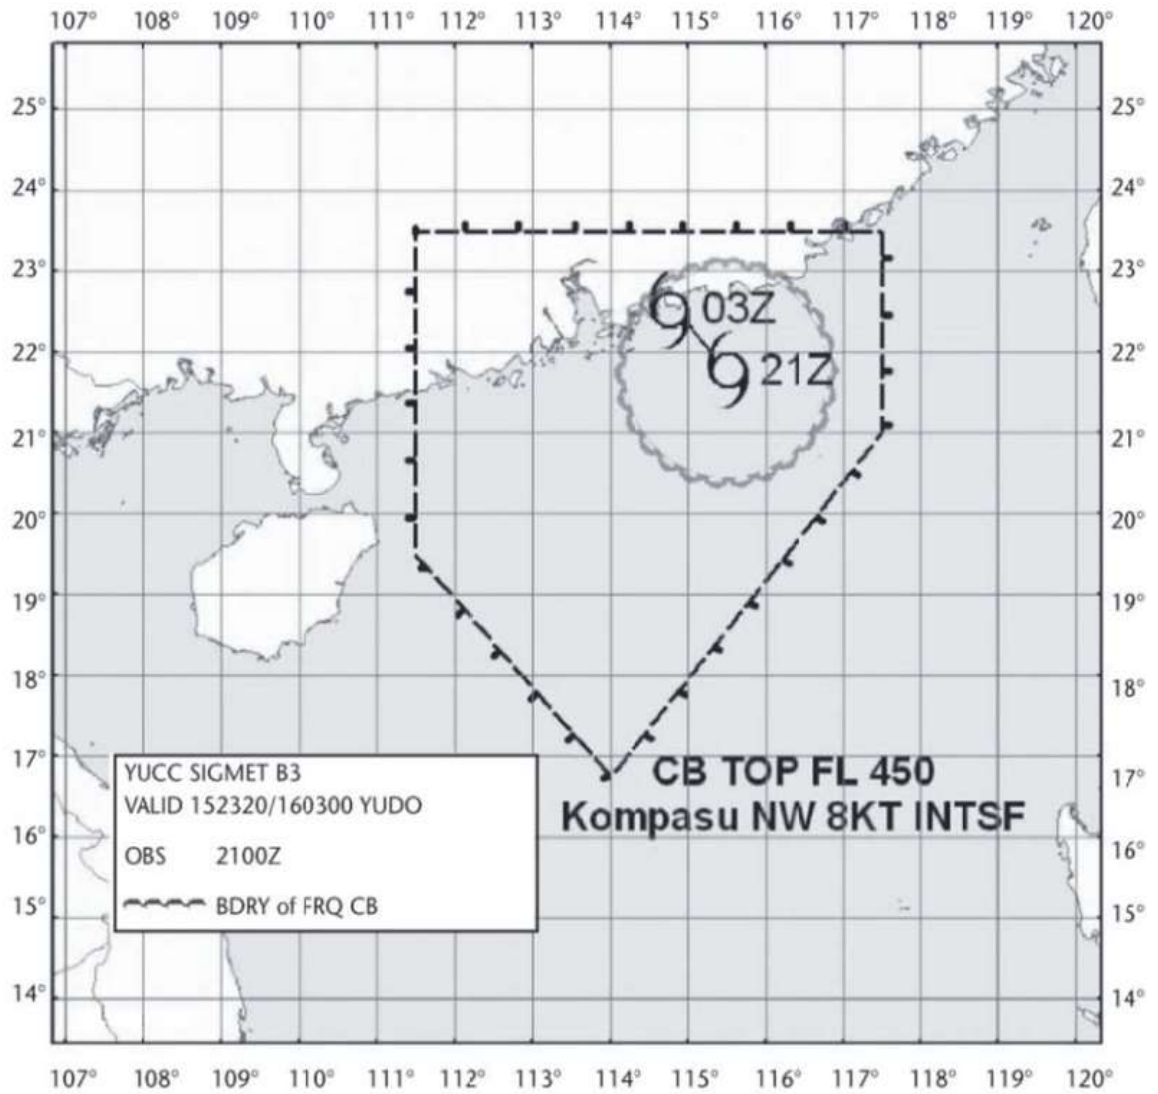 107° 108° 109° 110° 111° 112° 113° 114° 115° 116° 117° 118° 119° 120°
25° 25°
24° 24°
23° 23°
03Z
22° 22°
21Z
21° 21°
20° 20°
19° 19°
18° 18°
17° 17°
CB TOP FL 450
Kompasu NW 8KT INTSF
YUCC SIGMET B3
VALID 152320/160300 YUDO
16° 16°
OBS 2100Z
BDRY of FRQ CB
15° 15°
14° 14°
107° 108° 109° 110° 111° 112° 113° 114° 115° 116° 117° 118° 119° 120°